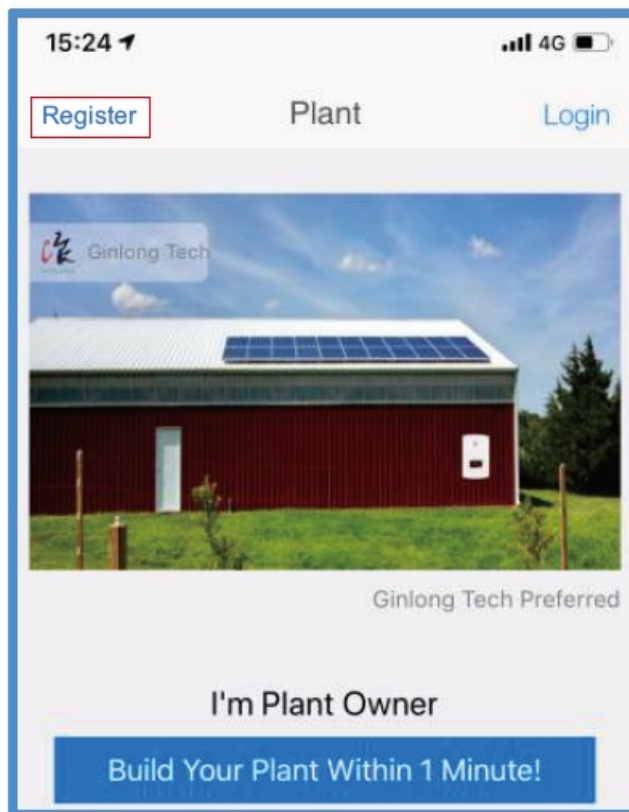 15:24
4G
Register
Plant
Login
Ginlong Tech
Ginlong Tech Preferred
I'm Plant Owner
Build Your Plant Within 1 Minute!